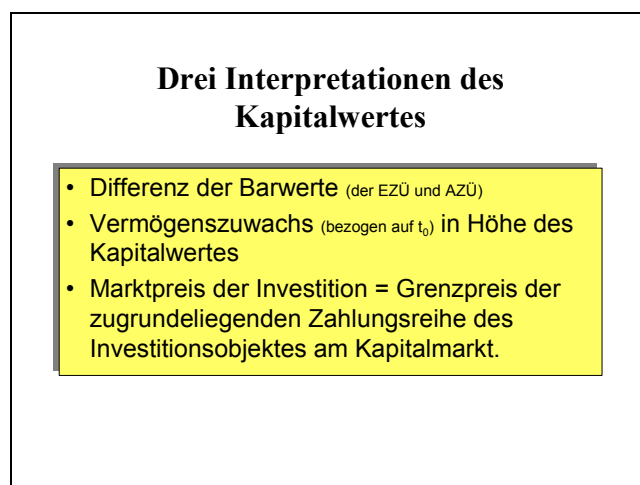 Drei Interpretationen des
Kapitalwertes
• Differenz der Barwerte (der EZÜ und AZÜ)
• Vermögenszuwachs (bezogen auf t₀) in Höhe des
Kapitalwertes
• Marktpreis der Investition = Grenzpreis der
zugrundeliegenden Zahlungsreihe des
Investitionsobjektes am Kapitalmarkt.